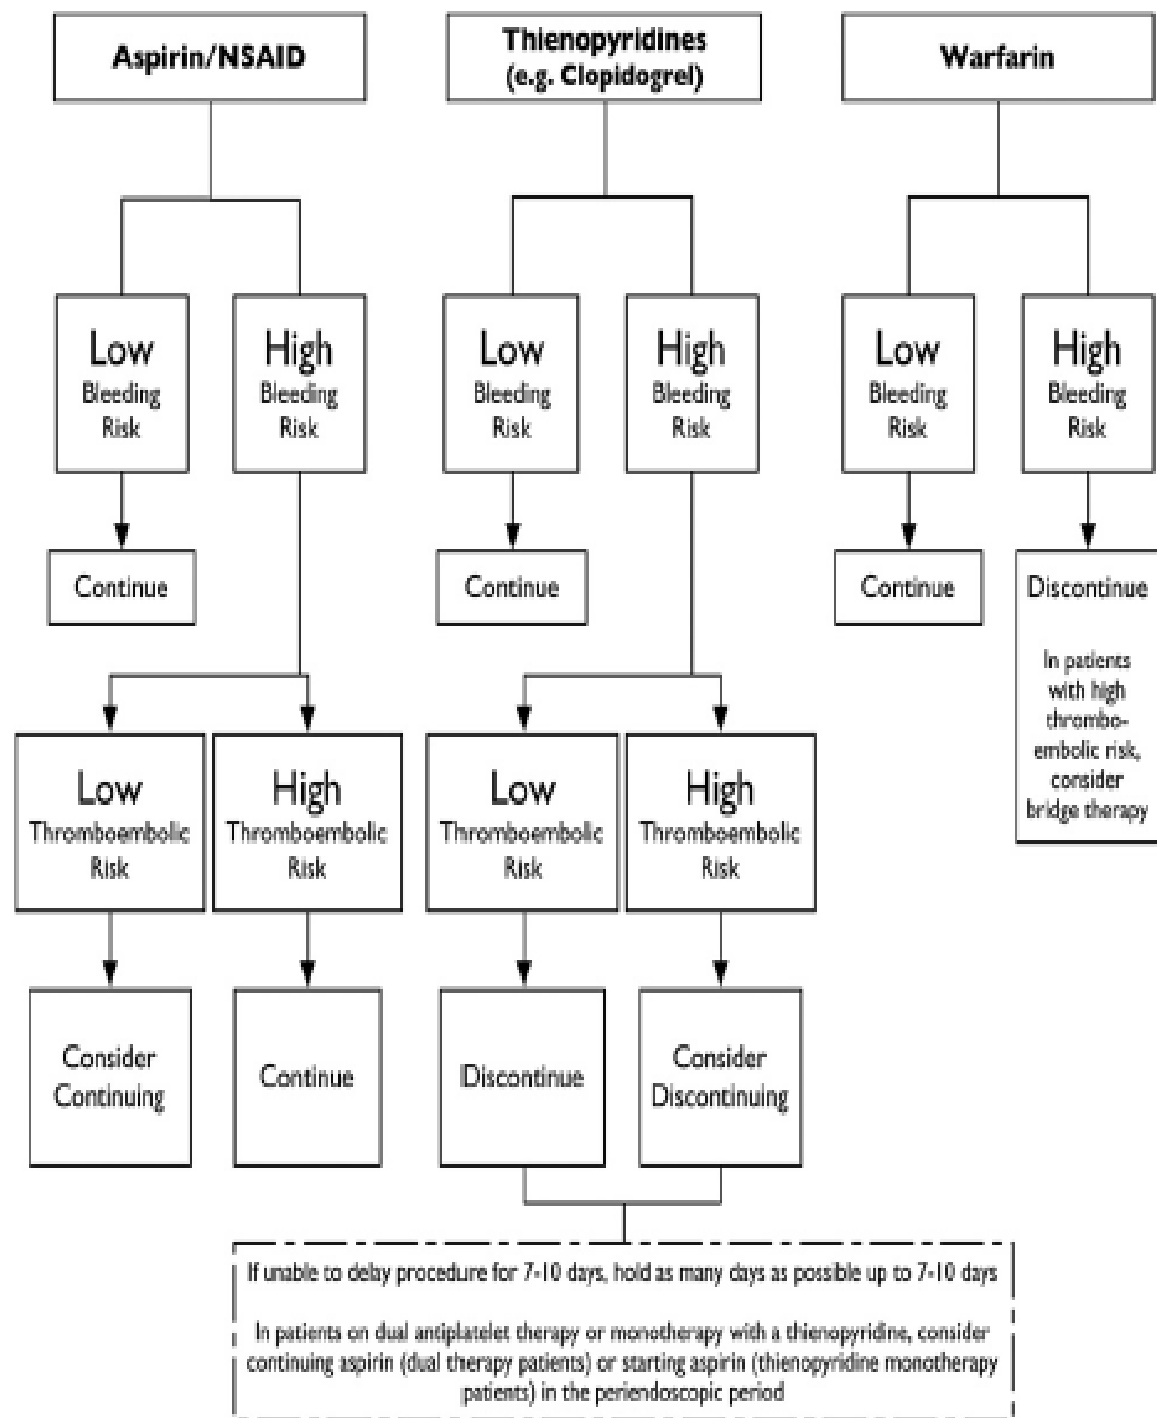 Aspirin/NSAID
Thienopyridines
(e.g. Clopidogrel)
Warfarin
Low
Bleeding
Risk
High
Bleeding
Risk
Low
Bleeding
Risk
High
Bleeding
Risk
Low
Bleeding
Risk
High
Bleeding
Risk
Continue
Continue
Continue
Discontinue
In patients
with high
thrombo-
embolic risk,
consider
bridge therapy
Low
Thromboembolic
Risk
High
Thromboembolic
Risk
Low
Thromboembolic
Risk
High
Thromboembolic
Risk
Consider
Continuing
Continue
Discontinue
Consider
Discontinuing
If unable to delay procedure for 7-10 days, hold as many days as possible up to 7-10 days
In patients on dual antiplatelet therapy or monotherapy with a thienopyridine, consider
continuing aspirin (dual therapy patients) or starting aspirin (thienopyridine monotherapy
patients) in the periendoscopic period